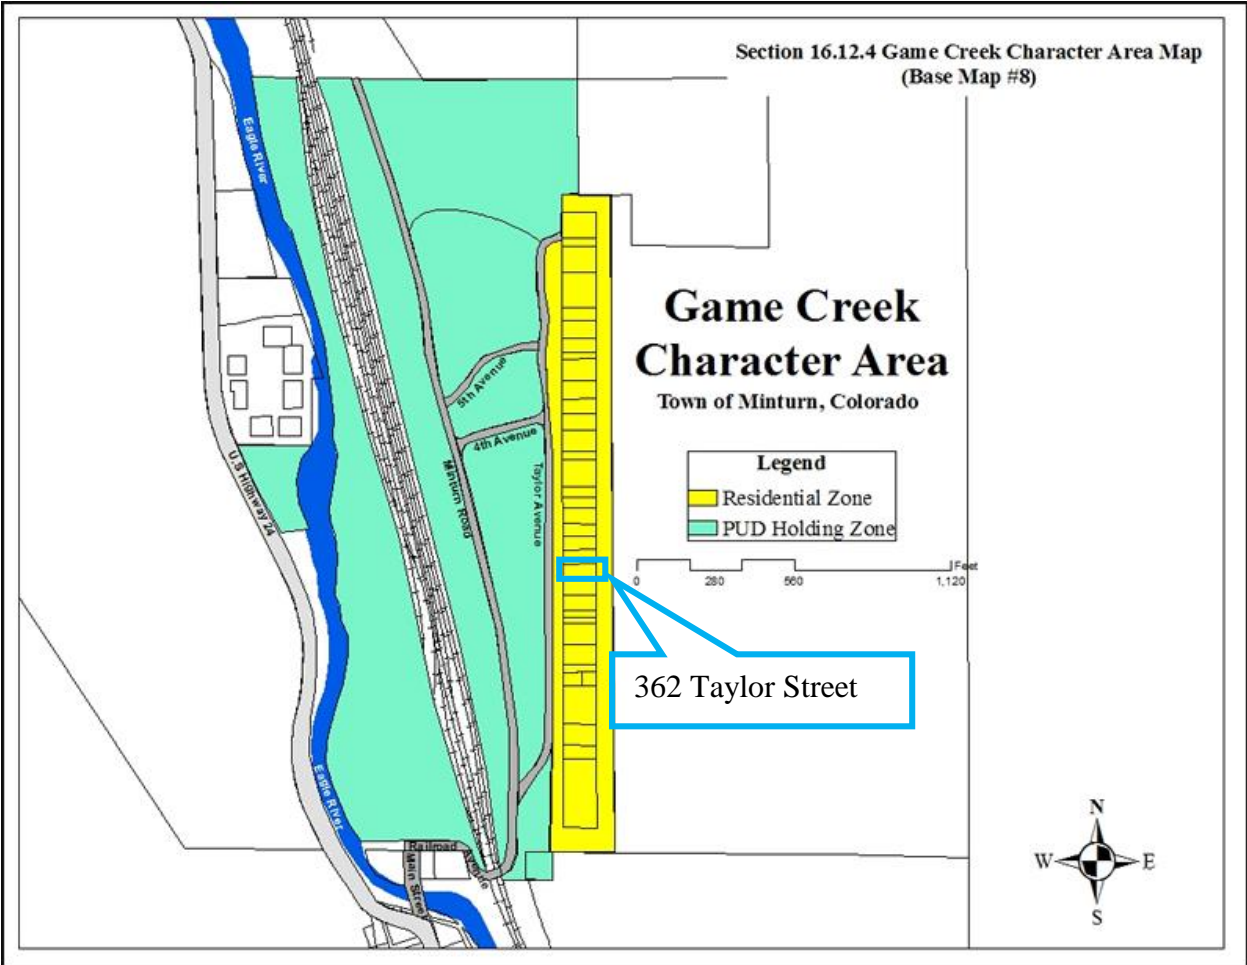 Section 16.12.4 Game Creek Character Area Map
(Base Map #8)
Eagle River
Game Creek
Character Area
Town of Minturn, Colorado
5th Avenue
4th Avenue
U.S Highway 24
Minturn Road
Taylor Avenue
Legend
Residential Zone
PUD Holding Zone
Feet
0 280 560 1,120
362 Taylor Street
Eagle River
Railroad
Avenue
Main Street
N
W E
S